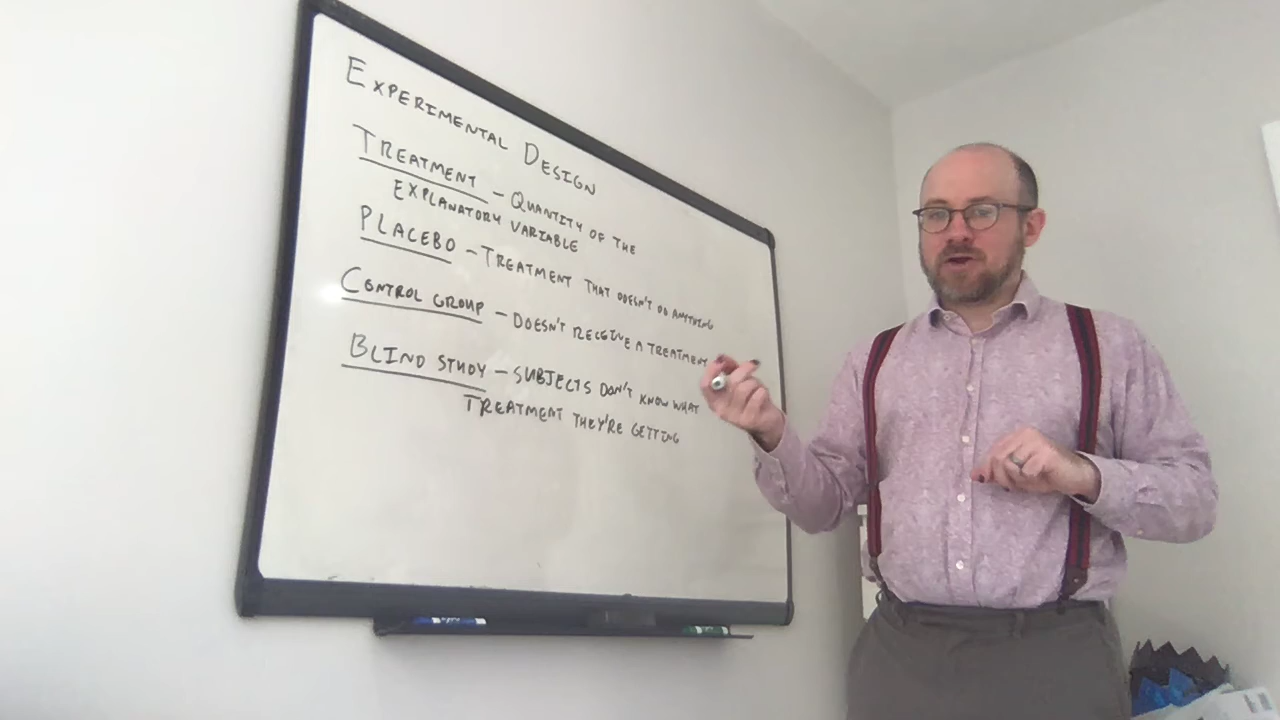 EXPERIMENTAL DESIGN
TREATMENT - QUANTITY OF THE
EXPLANATORY VARIABLE
PLACEBO - TREATMENT THAT DOESN'T DO ANYTHING
CONTROL GROUP - DOESN'T RECEIVE A TREATMENT
BLIND STUDY - SUBJECTS DON'T KNOW WHAT
TREATMENT THEY'RE GETTING